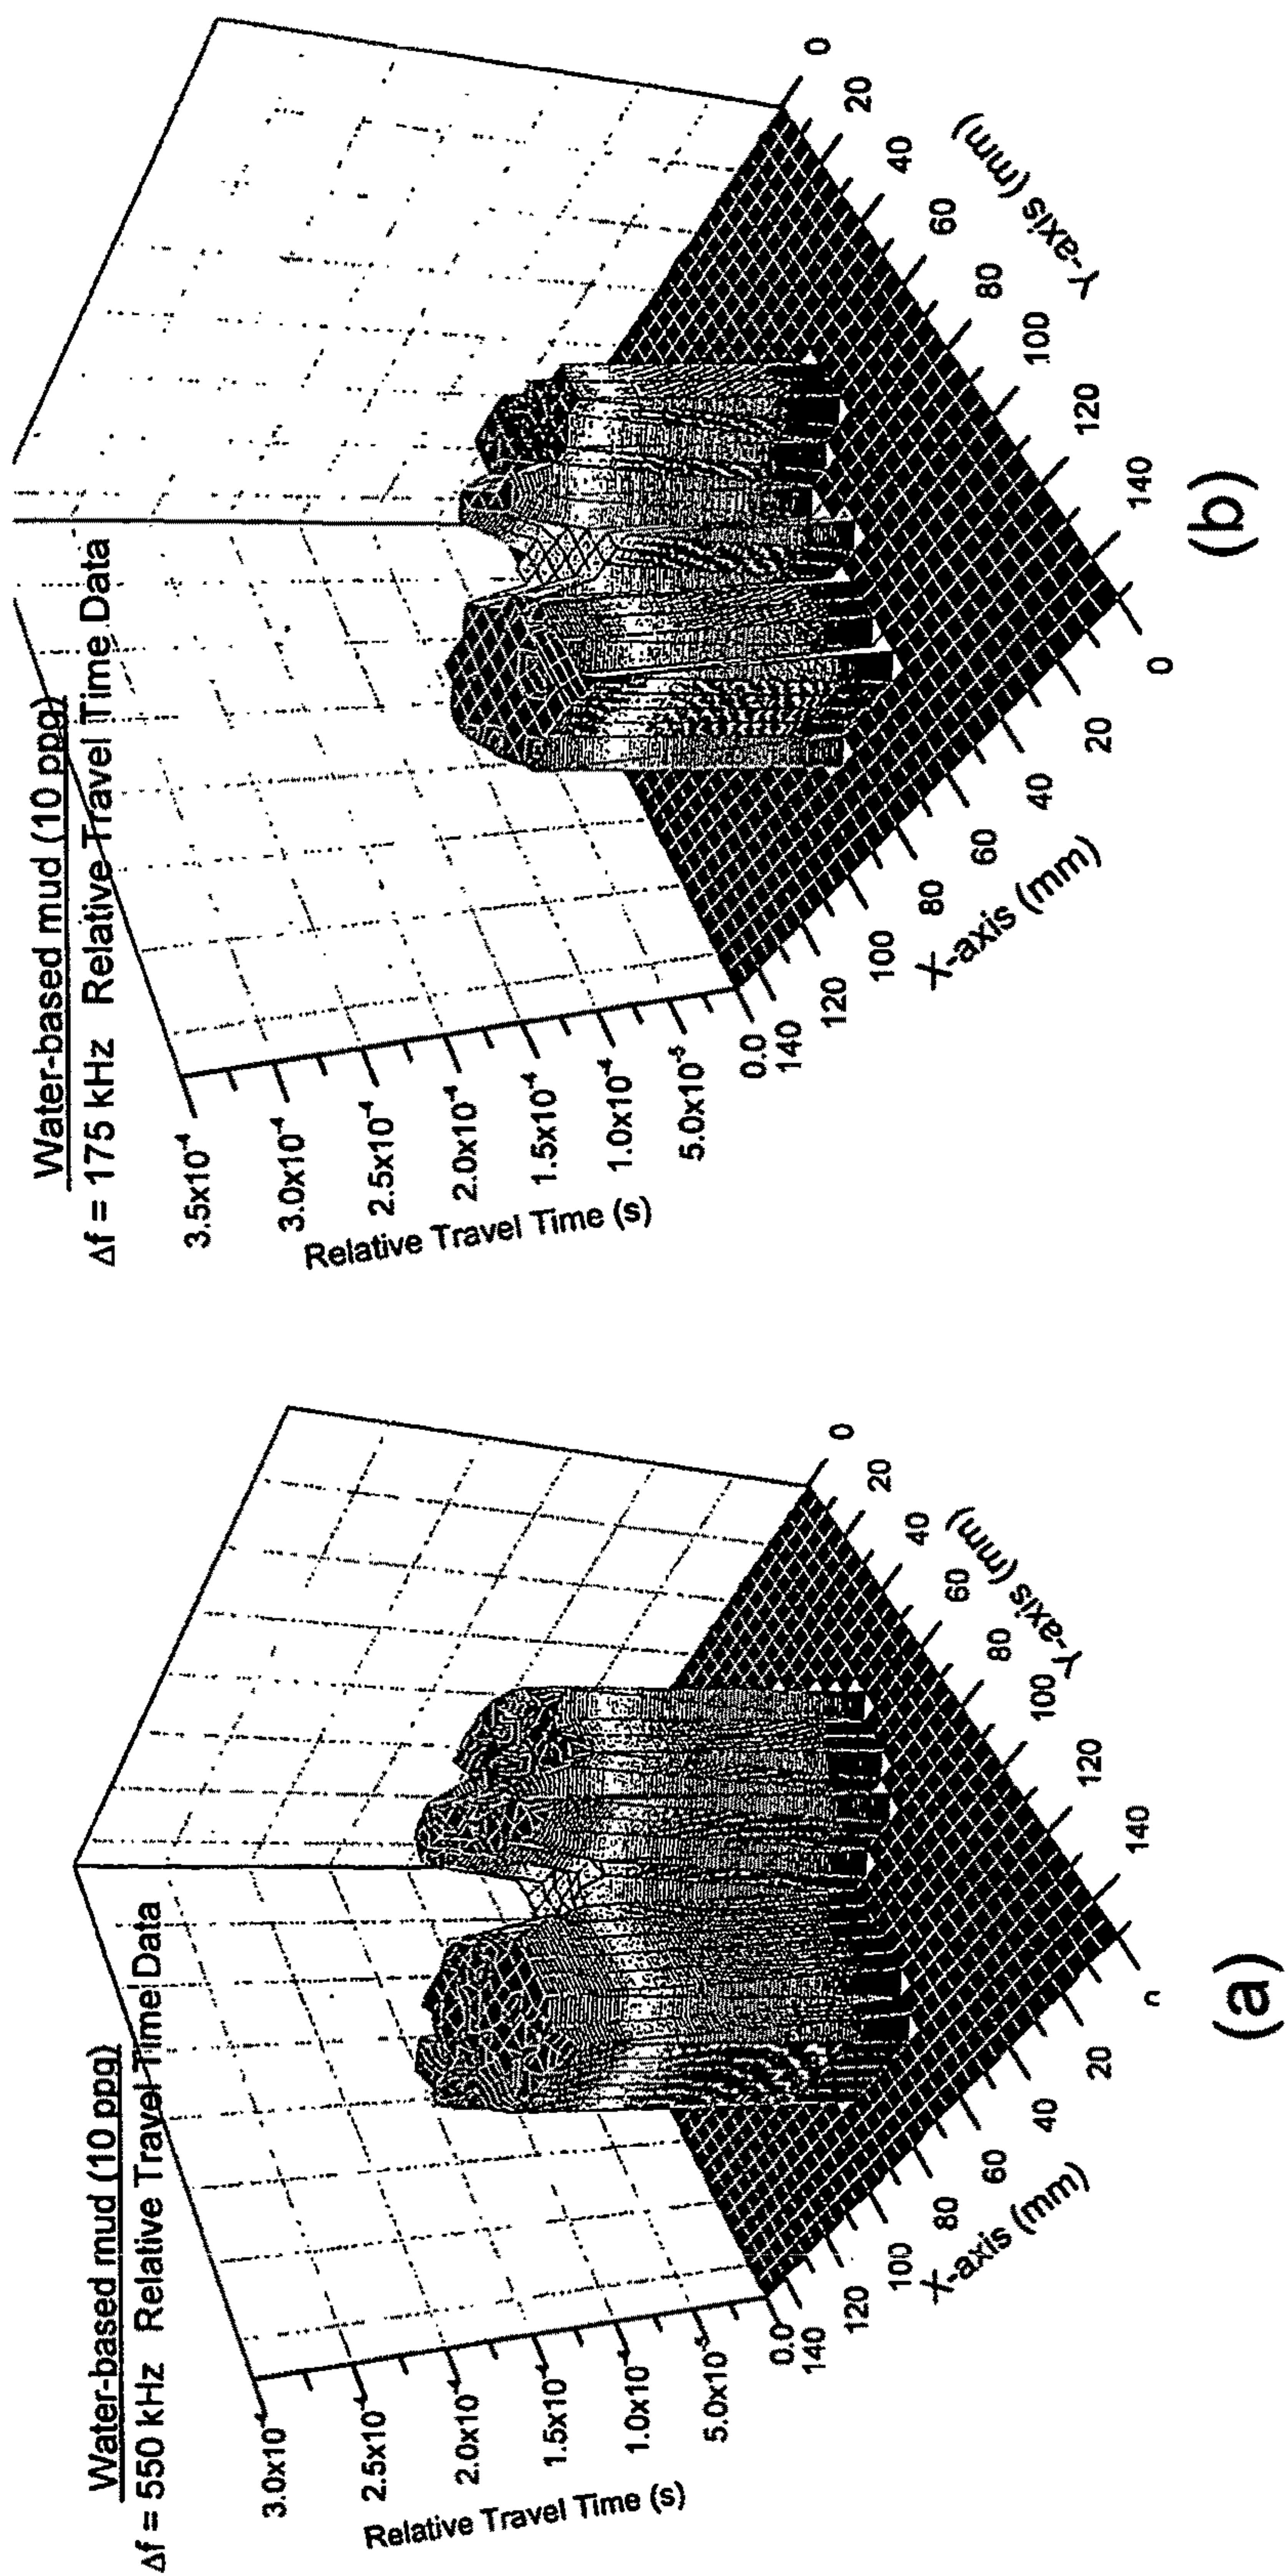 Water-based mud (10 ppg)
Δf = 550 kHz Relative Travel Time Data
3.0x10⁻⁴
2.5x10⁻⁴
2.0x10⁻⁴
1.5x10⁻⁴
1.0x10⁻⁴
5.0x10⁻⁵
0.0
Relative Travel Time (s)
140
120
100
80
60
40
20
X-axis (mm)
0
20
40
60
80
100
120
140
Y-axis (mm)
(a)
Water-based mud (10 ppg)
Δf = 175 kHz Relative Travel Time Data
3.5x10⁻⁴
3.0x10⁻⁴
2.5x10⁻⁴
2.0x10⁻⁴
1.5x10⁻⁴
1.0x10⁻⁴
5.0x10⁻⁵
0.0
Relative Travel Time (s)
140
120
100
80
60
40
20
0
X-axis (mm)
0
20
40
60
80
100
120
140
Y-axis (mm)
(b)